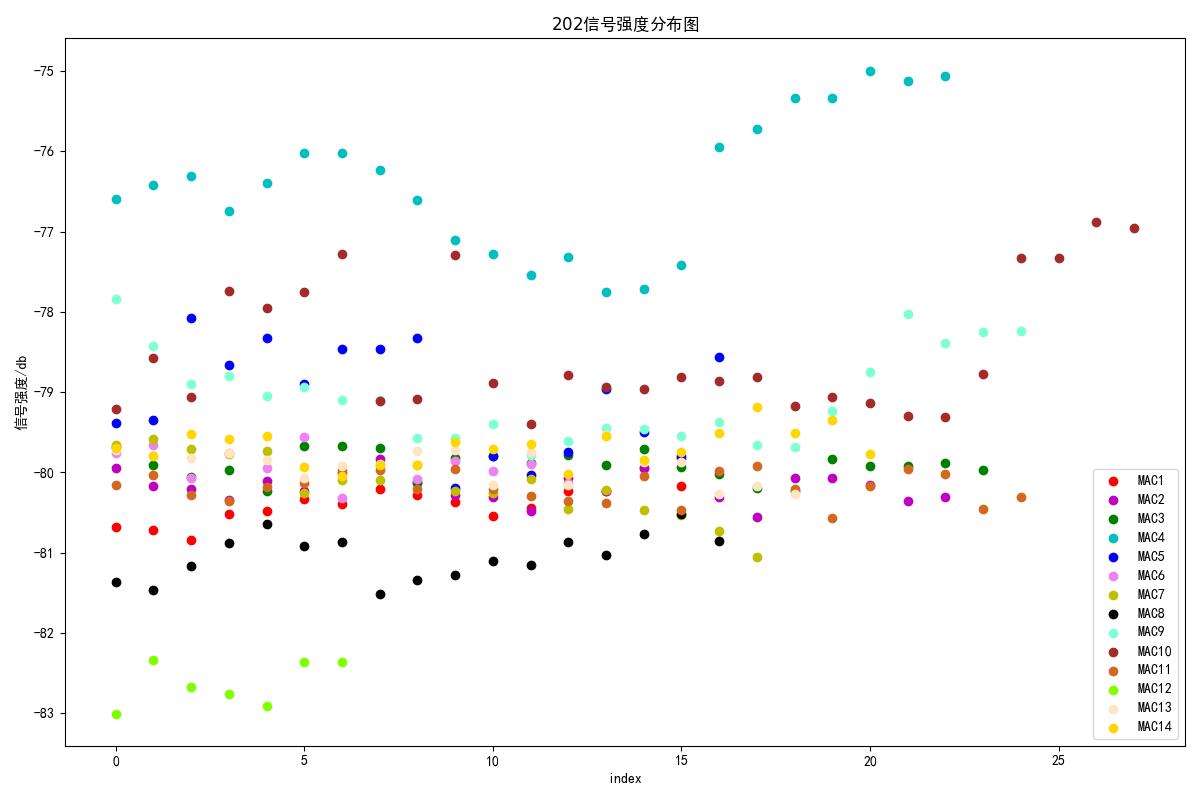 202信号强度分布图
信号强度/db
−75
−76
−77
−78
−79
−80
−81
−82
−83
0
5
10
15
20
25
index
MAC1
MAC2
MAC3
MAC4
MAC5
MAC6
MAC7
MAC8
MAC9
MAC10
MAC11
MAC12
MAC13
MAC14